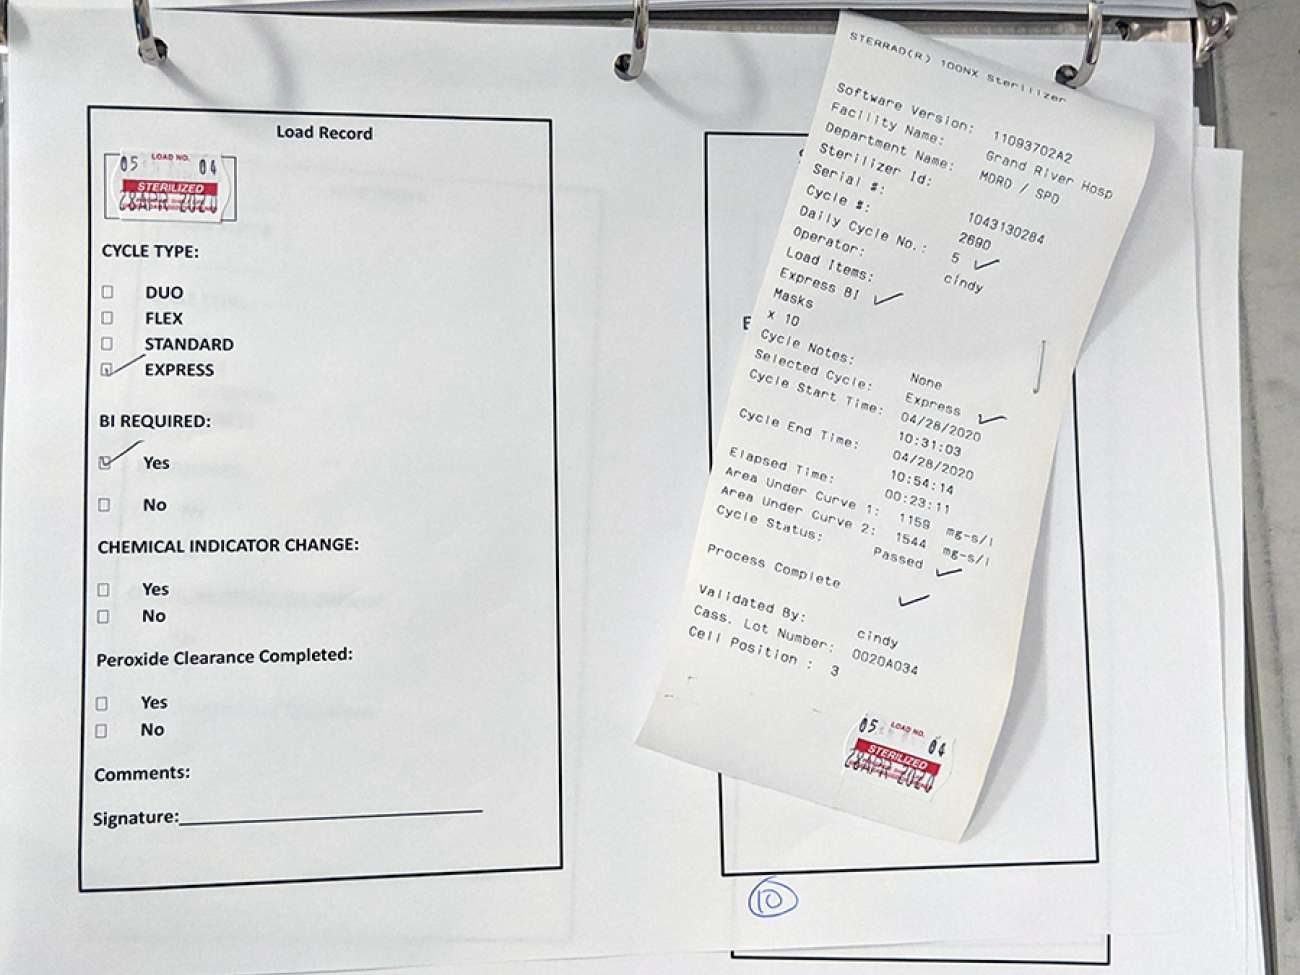 Load Record
05 LOAD NO. 04
STERILIZED
28APR 2020
CYCLE TYPE:
DUO
FLEX
STANDARD
EXPRESS
BI REQUIRED:
Yes
No
CHEMICAL INDICATOR CHANGE:
Yes
No
Peroxide Clearance Completed:
Yes
No
Comments:
Signature:
STERRAD(R) 100NX Sterilizer
Software Version: 11093702A2
Facility Name: Grand River Hosp
Department Name: MDRD / SPD
Sterilizer Id:
Serial #: 1043130284
Cycle #: 2690
Daily Cycle No.: 5
Operator: cindy
Load Items:
Express BI
Masks
x 10
Cycle Notes: None
Selected Cycle: Express
Cycle Start Time: 04/28/2020
10:31:03
Cycle End Time: 04/28/2020
10:54:14
Elapsed Time: 00:23:11
Area Under Curve 1: 1159 mg-s/l
Area Under Curve 2: 1544 mg-s/l
Cycle Status: Passed
Process Complete
Validated By: cindy
Cass. Lot Number: 0020A034
Cell Position : 3
05 LOAD NO. 04
STERILIZED
28APR 2020
E
10